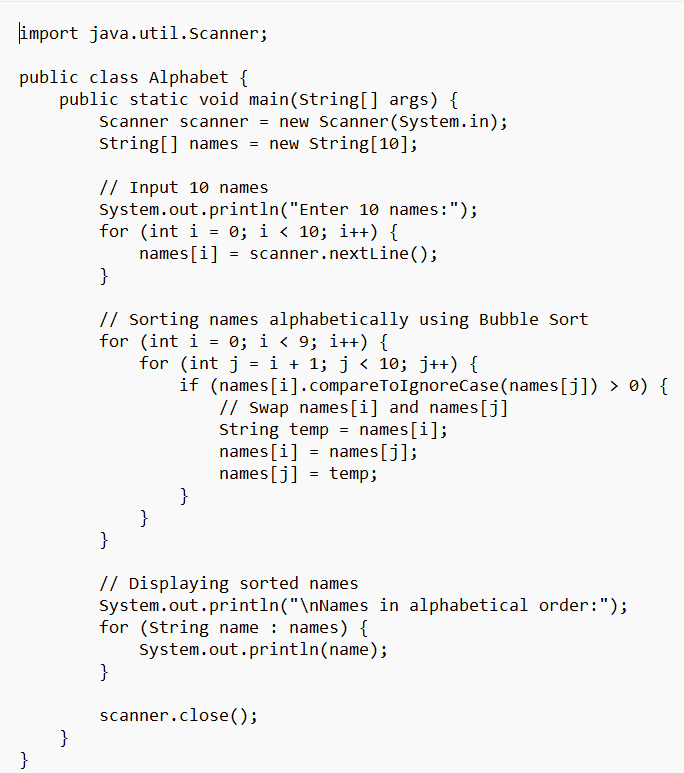 import java.util.Scanner;

public class Alphabet {
    public static void main(String[] args) {
        Scanner scanner = new Scanner(System.in);
        String[] names = new String[10];

        // Input 10 names
        System.out.println("Enter 10 names:");
        for (int i = 0; i < 10; i++) {
            names[i] = scanner.nextLine();
        }

        // Sorting names alphabetically using Bubble Sort
        for (int i = 0; i < 9; i++) {
            for (int j = i + 1; j < 10; j++) {
                if (names[i].compareToIgnoreCase(names[j]) > 0) {
                    // Swap names[i] and names[j]
                    String temp = names[i];
                    names[i] = names[j];
                    names[j] = temp;
                }
            }
        }

        // Displaying sorted names
        System.out.println("\nNames in alphabetical order:");
        for (String name : names) {
            System.out.println(name);
        }

        scanner.close();
    }
}